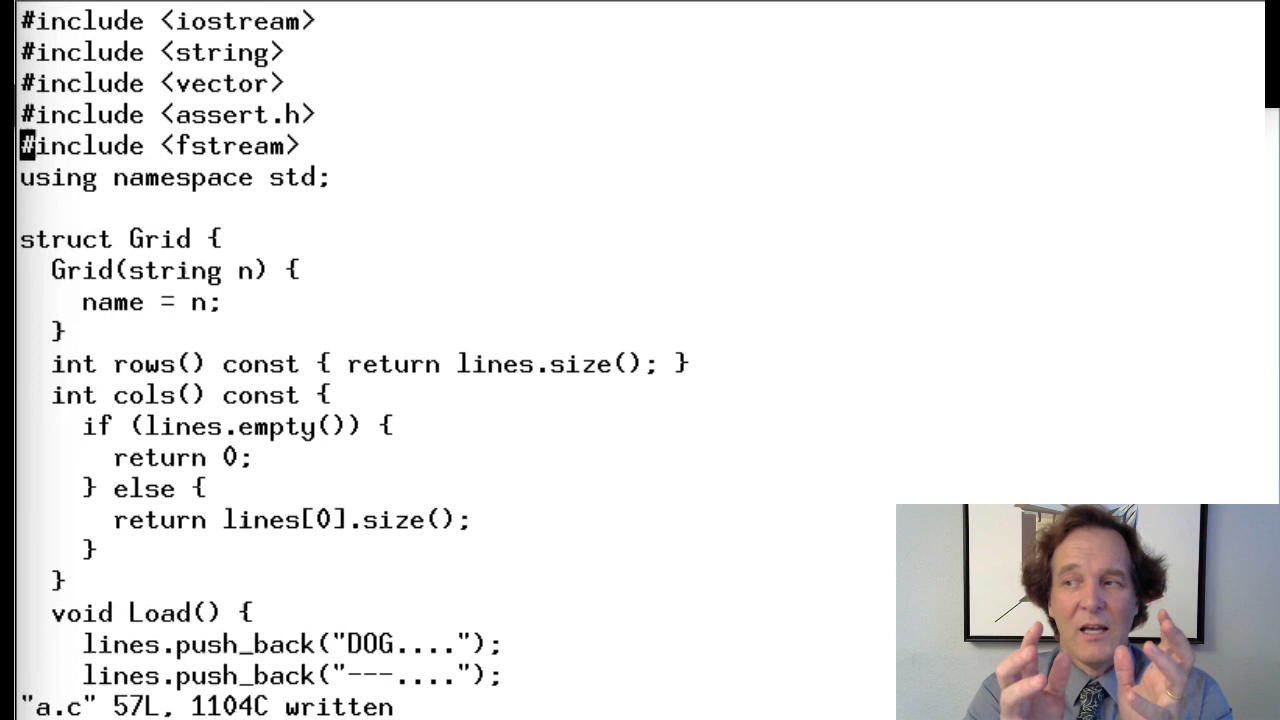 #include <iostream>
#include <string>
#include <vector>
#include <assert.h>
#include <fstream>
using namespace std;
struct Grid {
  Grid(string n) {
    name = n;
  }
  int rows() const { return lines.size(); }
  int cols() const {
    if (lines.empty()) {
      return 0;
    } else {
      return lines[0].size();
    }
  }
  void Load() {
    lines.push_back("DOG....");
    lines.push_back("---....");
"a.c" 57L, 1104C written